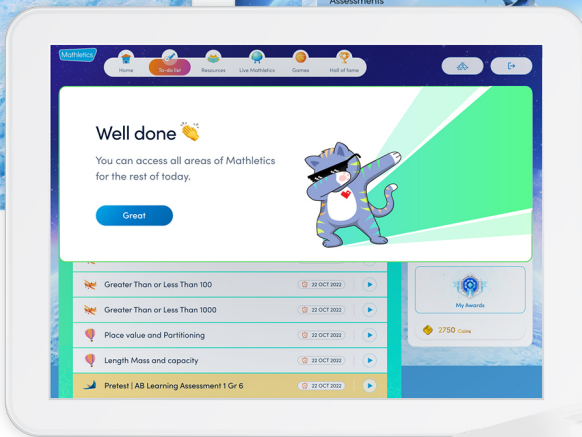 Assessments
Mathletics
Home
To-do list
Resources
Live Mathletics
Games
Hall of fame
Well done
You can access all areas of Mathletics
for the rest of today.
Great
Greater Than or Less Than 100
22 OCT 2022
Greater Than or Less Than 1000
22 OCT 2022
Place value and Partitioning
22 OCT 2022
Length Mass and capacity
22 OCT 2022
Pretest | AB Learning Assessment 1 Gr 6
22 OCT 2022
My Awards
2750 Coins